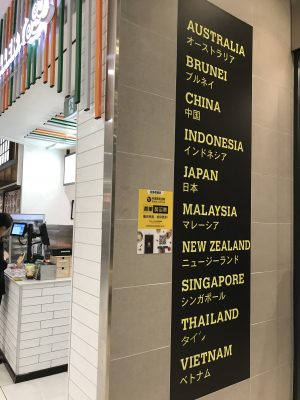 AUSTRALIA
オーストラリア
BRUNEI
ブルネイ
CHINA
中国
INDONESIA
インドネシア
JAPAN
日本
MALAYSIA
マレーシア
NEW ZEALAND
ニュージーランド
SINGAPORE
シンガポール
THAILAND
タイ
VIETNAM
ベトナム